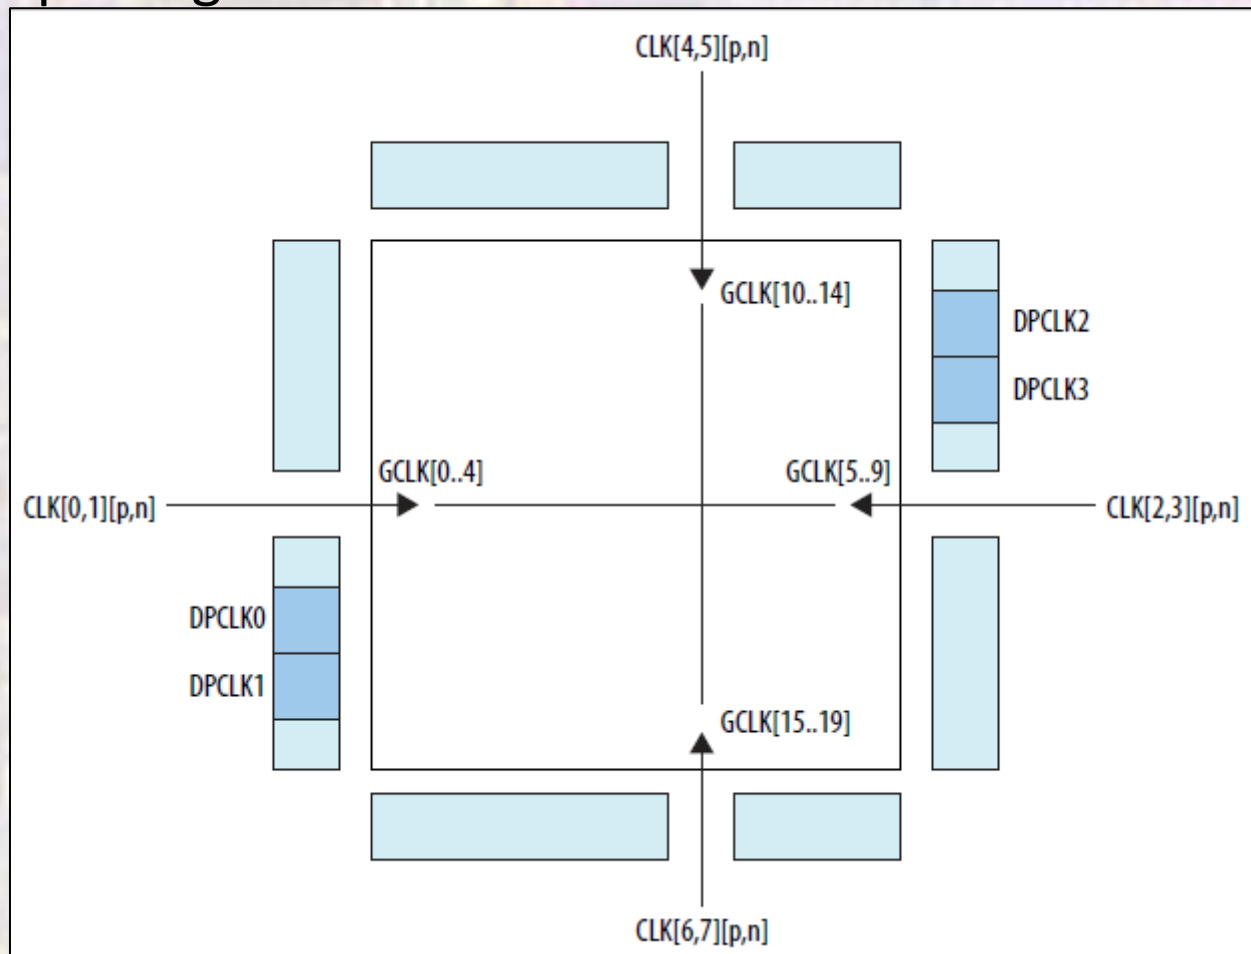 CLK[4,5][p,n]
GCLK[10..14]
DPCLK2
DPCLK3
GCLK[0..4]
GCLK[5..9]
CLK[0,1][p,n]
CLK[2,3][p,n]
DPCLK0
DPCLK1
GCLK[15..19]
CLK[6,7][p,n]